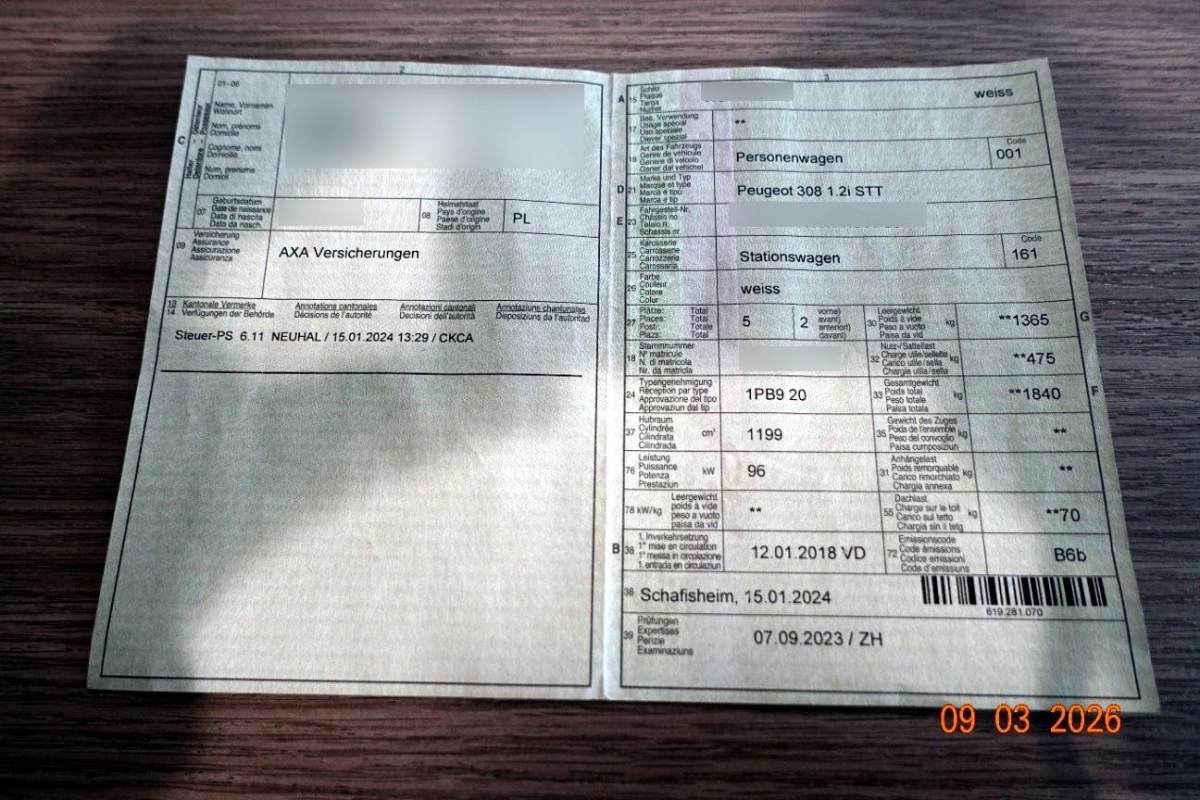 2
01-06
C
Halter
Détenteur
Name, Vornamen
Wohnort
Nom, prénoms
Domicile
Cognome, nomi
Domicilio
Num, prenums
Domicil
07 Geburtsdatum
Date de naissance
Data di nascita
Data da nasch.
08 Heimatstaat
Pays d'origine
Paese d'origine
Stadi d'origin
PL
09 Versicherung
Assurance
Assicurazione
Assicuranza
AXA Versicherungen
13 Kantonale Vermerke Annotations cantonales Annotazioni cantonali Annotaziuns chantunalas
14 Verfügungen der Behörde Décisions de l'autorité Decisioni dell'autorità Disposiziuns da l'autoritad
Steuer-PS 6.11 NEUHAL / 15.01.2024 13:29 / CKCA
3
A 15 Schild
Plaque
Targa
Numer
weiss
17 Bes. Verwendung
Usage spécial
Uso speciale
Diever spezial
**
19 Art des Fahrzeugs
Genre de véhicule
Genere di veicolo
Gener dal vehichel
Personenwagen
Code
001
D 21 Marke und Typ
Marque et type
Marca e tipo
Marca e tip
Peugeot 308 1.2i STT
E 23 Fahrgestell-Nr.
Châssis no
Telaio n.
Schassis nr.
25 Karosserie
Carrosserie
Carrozzeria
Carossaria
Stationswagen
Code
161
26 Farbe
Couleur
Colore
Colur
weiss
27 Plätze: Total
Places: Total
Posti: Totale
Plazs: Total
5
2
vorne)
avant)
anteriori)
davant)
30 Leergewicht
Poids à vide
Peso a vuoto
Paisa da vid
kg
**1365
G
18 Stammnummer
N° matricule
N. di matricola
Nr. da matricla
32 Nutz-/Sattellast
Charge utile/sellette
Carico utile/sella
Chargia utila/sella
kg
**475
24 Typengenehmigung
Réception par type
Approvazione del tipo
Approvaziun dal tip
1PB9 20
33 Gesamtgewicht
Poids total
Peso totale
Paisa totala
kg
**1840
F
37 Hubraum
Cylindrée
Cilindrata
Cilindrada
cm³
1199
35 Gewicht des Zuges
Poids de l'ensemble
Peso del convoglio
Paisa cumposiziun
kg
**
76 Leistung
Puissance
Potenza
Prestaziun
kW
96
31 Anhängelast
Poids remorquable
Carico rimorchiato
Chargia annexa
kg
**
78 kW/kg
Leergewicht
poids à vide
peso a vuoto
paisa da vid
**
55 Dachlast
Charge sur le toit
Carico sul tetto
Chargia sin il tetg
kg
**70
B 36 1. Inverkehrsetzung
1re mise en circulation
1a messa in circolazione
1. entrada en circulaziun
12.01.2018 VD
72 Emissionscode
Code émissions
Codice emissioni
Code d'emissiuns
B6b
38 Schafisheim, 15.01.2024
619.281.070
39 Prüfungen
Expertises
Perizie
Examinaziuns
07.09.2023 / ZH
09 03 2026